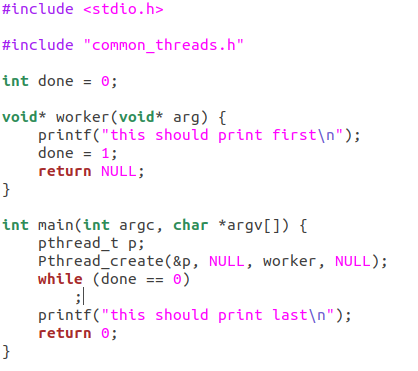 #include <stdio.h>
#include "common_threads.h"
int done = 0;
void* worker(void* arg) {
    printf("this should print first\n");
    done = 1;
    return NULL;
}
int main(int argc, char *argv[]) {
    pthread_t p;
    Pthread_create(&p, NULL, worker, NULL);
    while (done == 0)
        ;
    printf("this should print last\n");
    return 0;
}